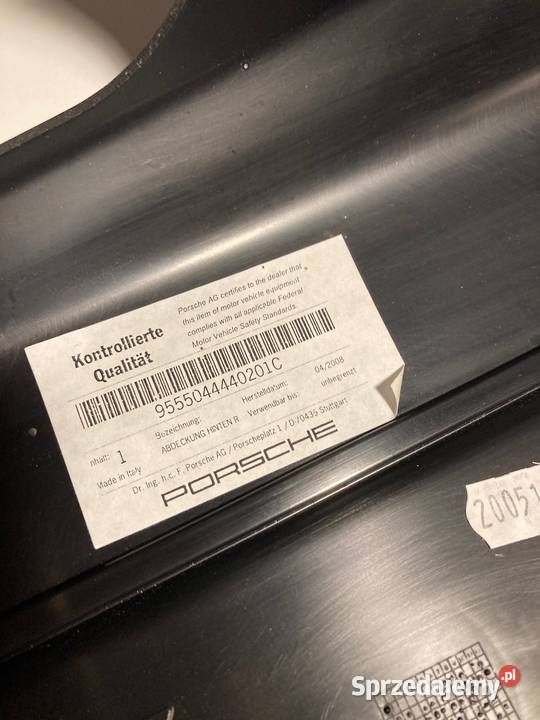 Kontrollierte
Qualität
Porsche AG certifies to the dealer that
this item of motor vehicle equipment
complies with all applicable Federal
Motor Vehicle Safety Standards.
9555044440201C
nhalt: 1
Bezeichnung:
Herstelldatum:
04/2008
ABDECKUNG HINTEN R
Verwendbar bis:
unbegrenzt
Made in Italy
Dr. Ing. h.c. F. Porsche AG / Porscheplatz 1 / D-70435 Stuttgart
PORSCHE
20051
Sprzedajemy.pl